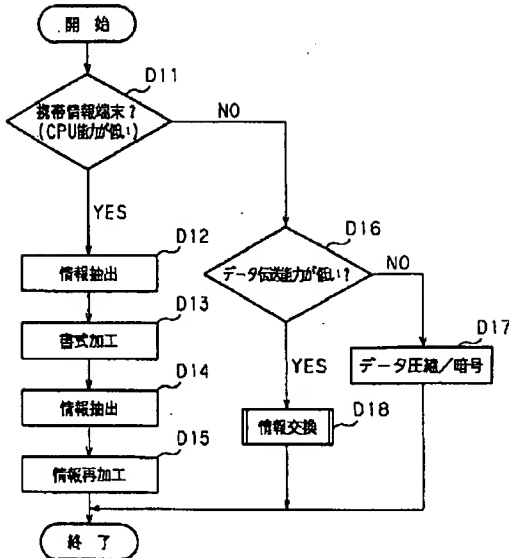 開始
D11
携帯情報端末？
(CPU能力が低い)
NO
YES
D12
情報抽出
D13
書式加工
D14
情報抽出
D15
情報再加工
D16
データ伝送能力が低い？
NO
D17
データ圧縮／暗号
YES
D18
情報交換
終了